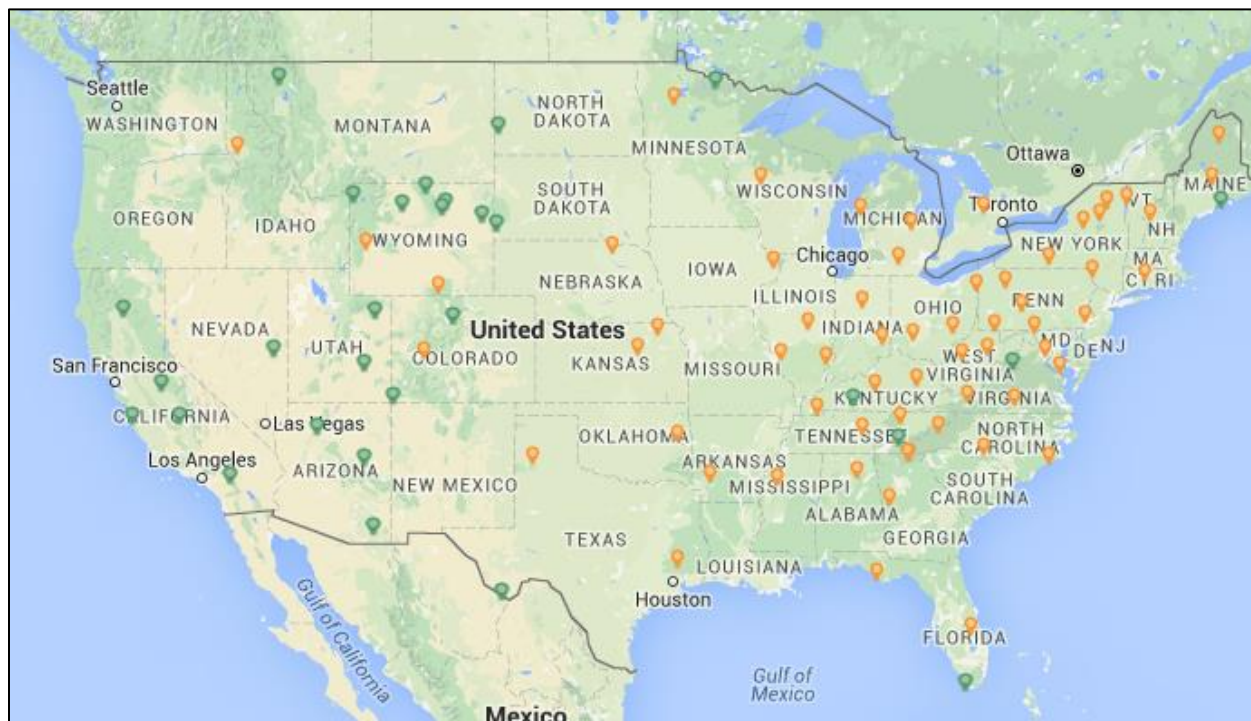 Seattle
WASHINGTON
MONTANA
NORTH
DAKOTA
MINNESOTA
Ottawa
MAINE
OREGON
IDAHO
SOUTH
DAKOTA
WISCONSIN
MICHIGAN
Toronto
VT
NH
WYOMING
NEW YORK
MA
CT RI
NEBRASKA
IOWA
Chicago
ILLINOIS
INDIANA
OHIO
PENN
NEVADA
UTAH
COLORADO
United States
KANSAS
MISSOURI
WEST
VIRGINIA
MD
DE
NJ
San Francisco
CALIFORNIA
Las Vegas
KENTUCKY
VIRGINIA
Los Angeles
ARIZONA
NEW MEXICO
OKLAHOMA
ARKANSAS
TENNESSEE
NORTH
CAROLINA
MISSISSIPPI
SOUTH
CAROLINA
ALABAMA
GEORGIA
TEXAS
LOUISIANA
Houston
Gulf of California
FLORIDA
Gulf of
Mexico
Mexico